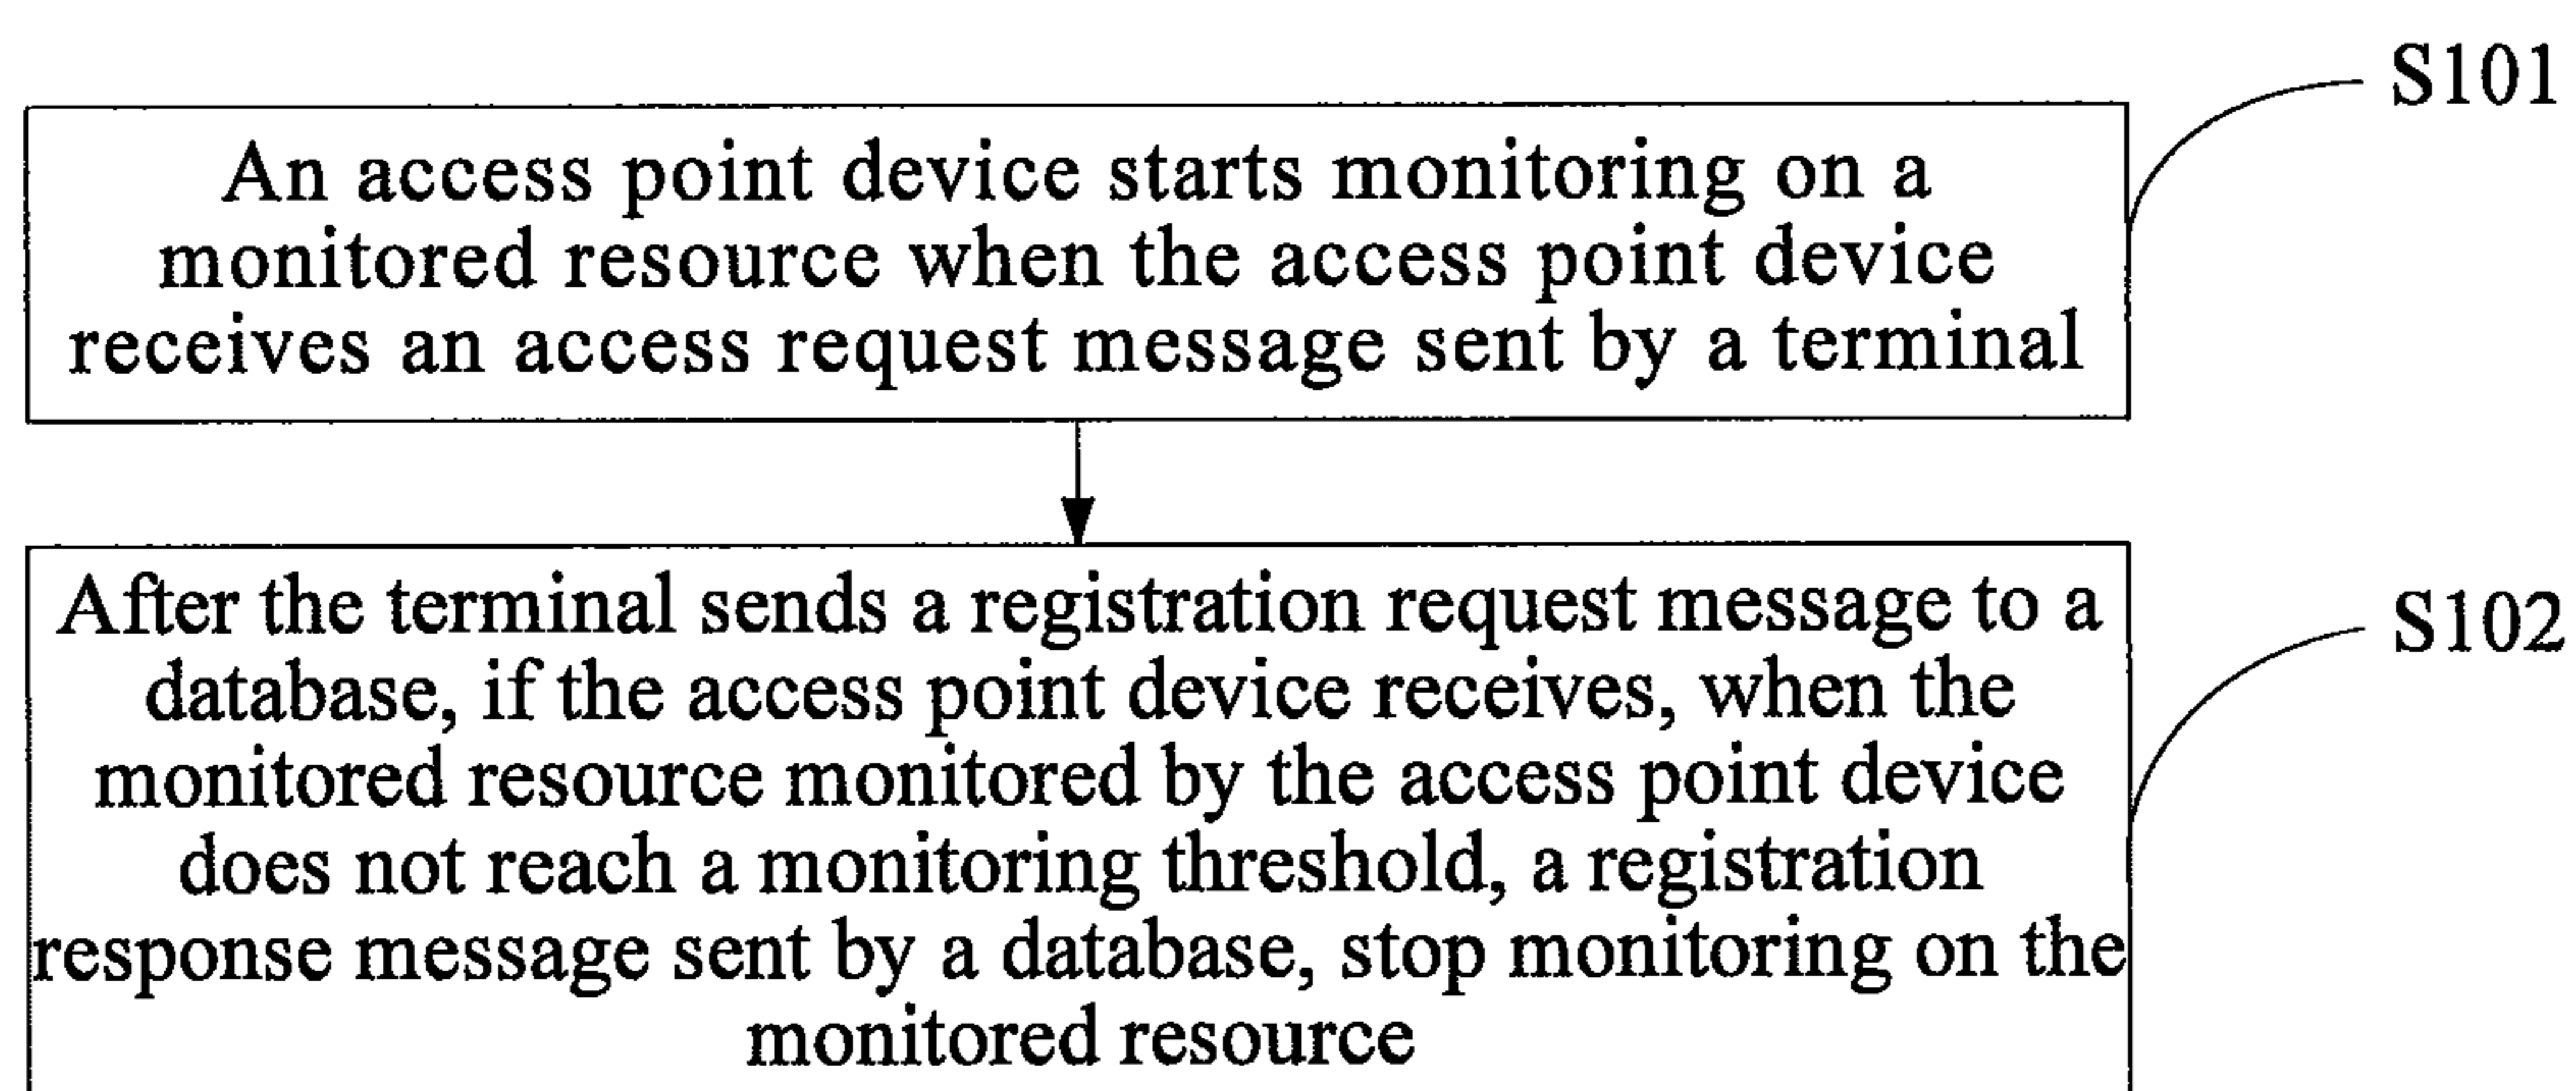 S101
An access point device starts monitoring on a
monitored resource when the access point device
receives an access request message sent by a terminal
After the terminal sends a registration request message to a
S102
database, if the access point device receives, when the
monitored resource monitored by the access point device
does not reach a monitoring threshold, a registration
response message sent by a database, stop monitoring on the
monitored resource